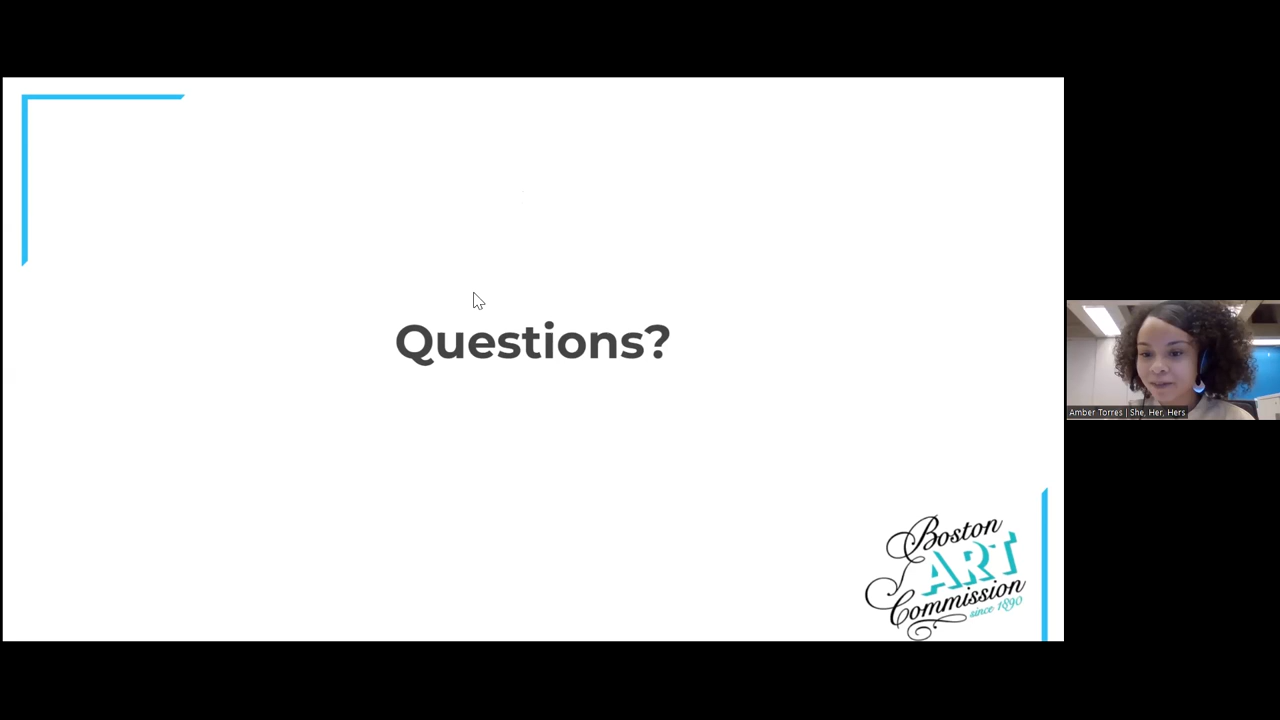 Questions?
Boston
ART
Commission
since 1890
Amber Torres | She, Her, Hers